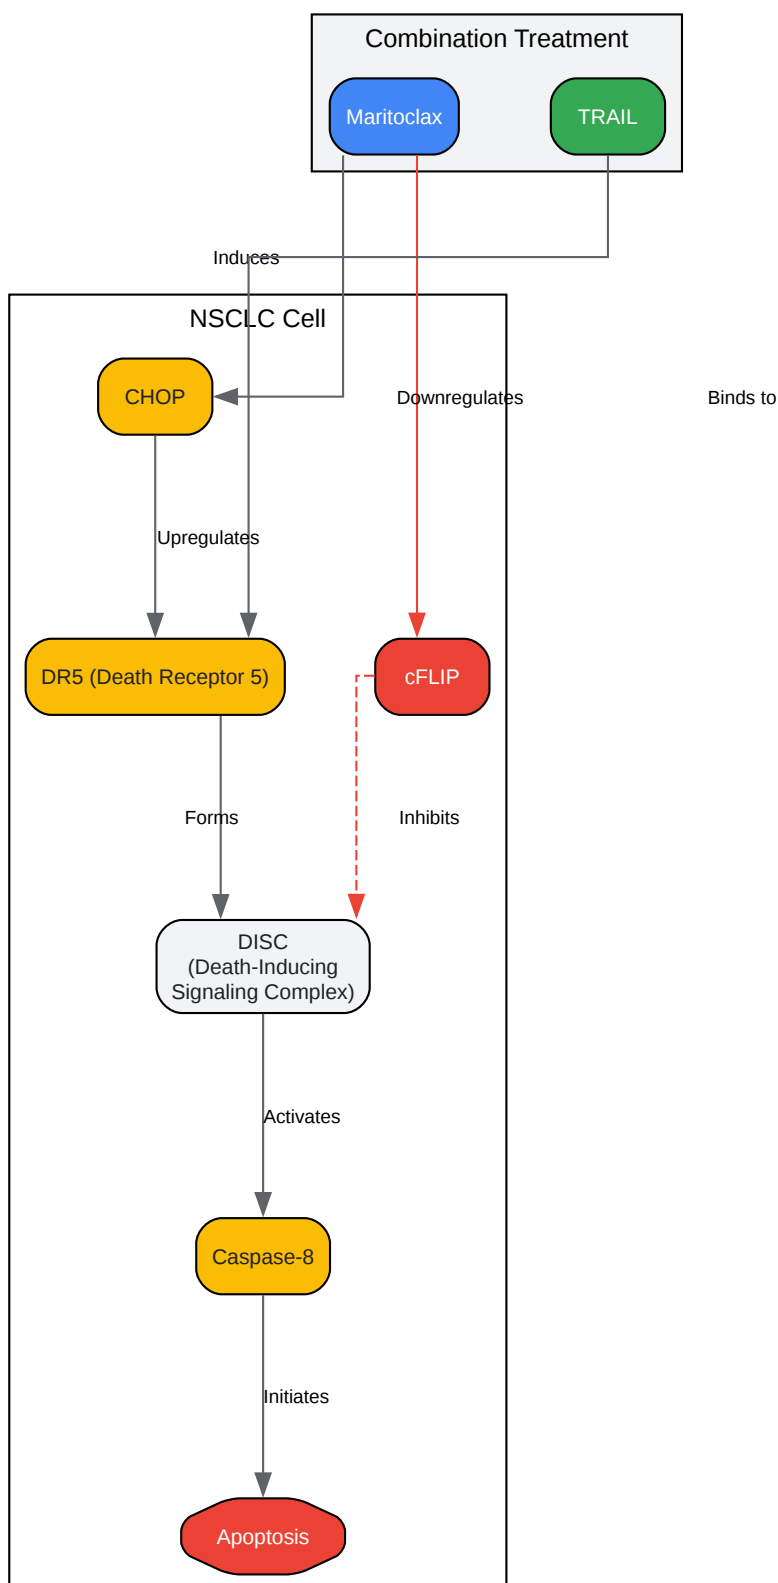 Combination Treatment
Maritoclax
TRAIL
Induces
NSCLC Cell
CHOP
Downregulates
Binds to
Upregulates
DR5 (Death Receptor 5)
cFLIP
Forms
Inhibits
DISC
(Death-Inducing
Signaling Complex)
Activates
Caspase-8
Initiates
Apoptosis